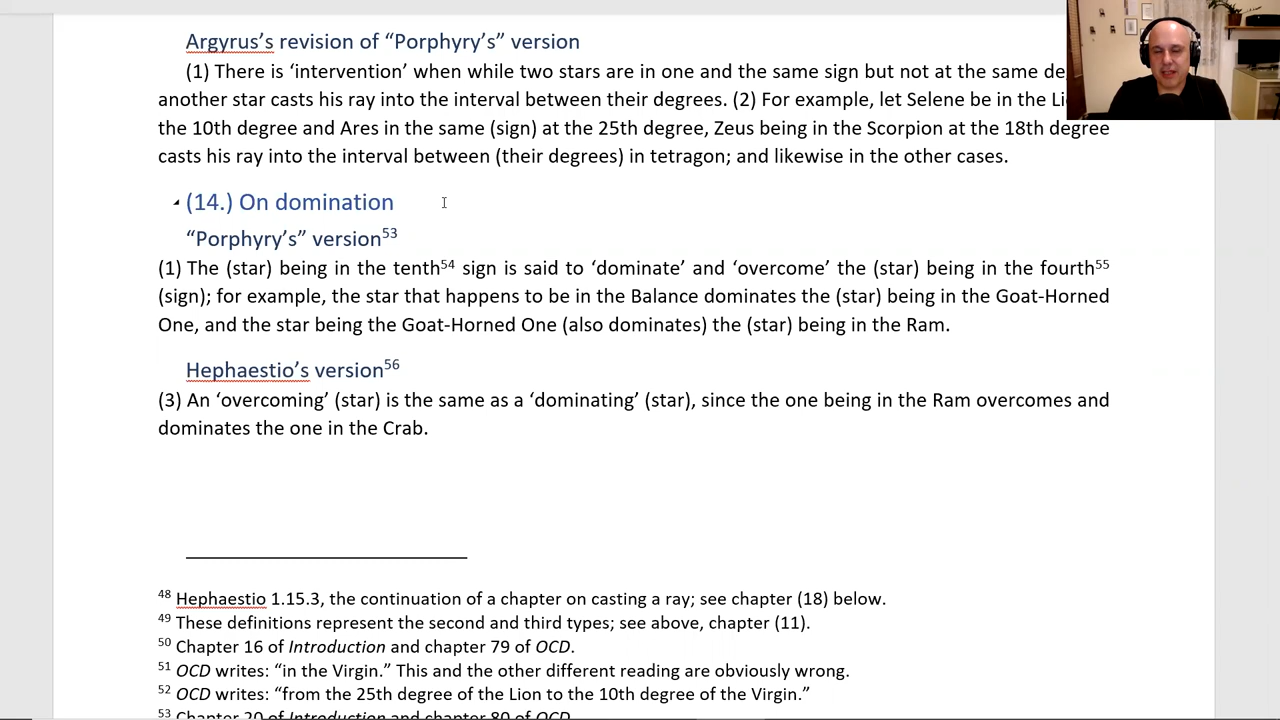 Argyrus’s revision of “Porphyry’s” version
(1) There is ‘intervention’ when while two stars are in one and the same sign but not at the same
another star casts his ray into the interval between their degrees. (2) For example, let Selene be in the
the 10th degree and Ares in the same (sign) at the 25th degree, Zeus being in the Scorpion at the 18th degree
casts his ray into the interval between (their degrees) in tetragon; and likewise in the other cases.
(14.) On domination
“Porphyry’s” version53
(1) The (star) being in the tenth54 sign is said to ‘dominate’ and ‘overcome’ the (star) being in the fourth55
(sign); for example, the star that happens to be in the Balance dominates the (star) being in the Goat-Horned
One, and the star being the Goat-Horned One (also dominates) the (star) being in the Ram.
Hephaestio’s version56
(3) An ‘overcoming’ (star) is the same as a ‘dominating’ (star), since the one being in the Ram overcomes and
dominates the one in the Crab.
48 Hephaestio 1.15.3, the continuation of a chapter on casting a ray; see chapter (18) below.
49 These definitions represent the second and third types; see above, chapter (11).
50 Chapter 16 of Introduction and chapter 79 of OCD.
51 OCD writes: “in the Virgin.” This and the other different reading are obviously wrong.
52 OCD writes: “from the 25th degree of the Lion to the 10th degree of the Virgin.”
53 Chapter 20 of Introduction and chapter 80 of OCD.